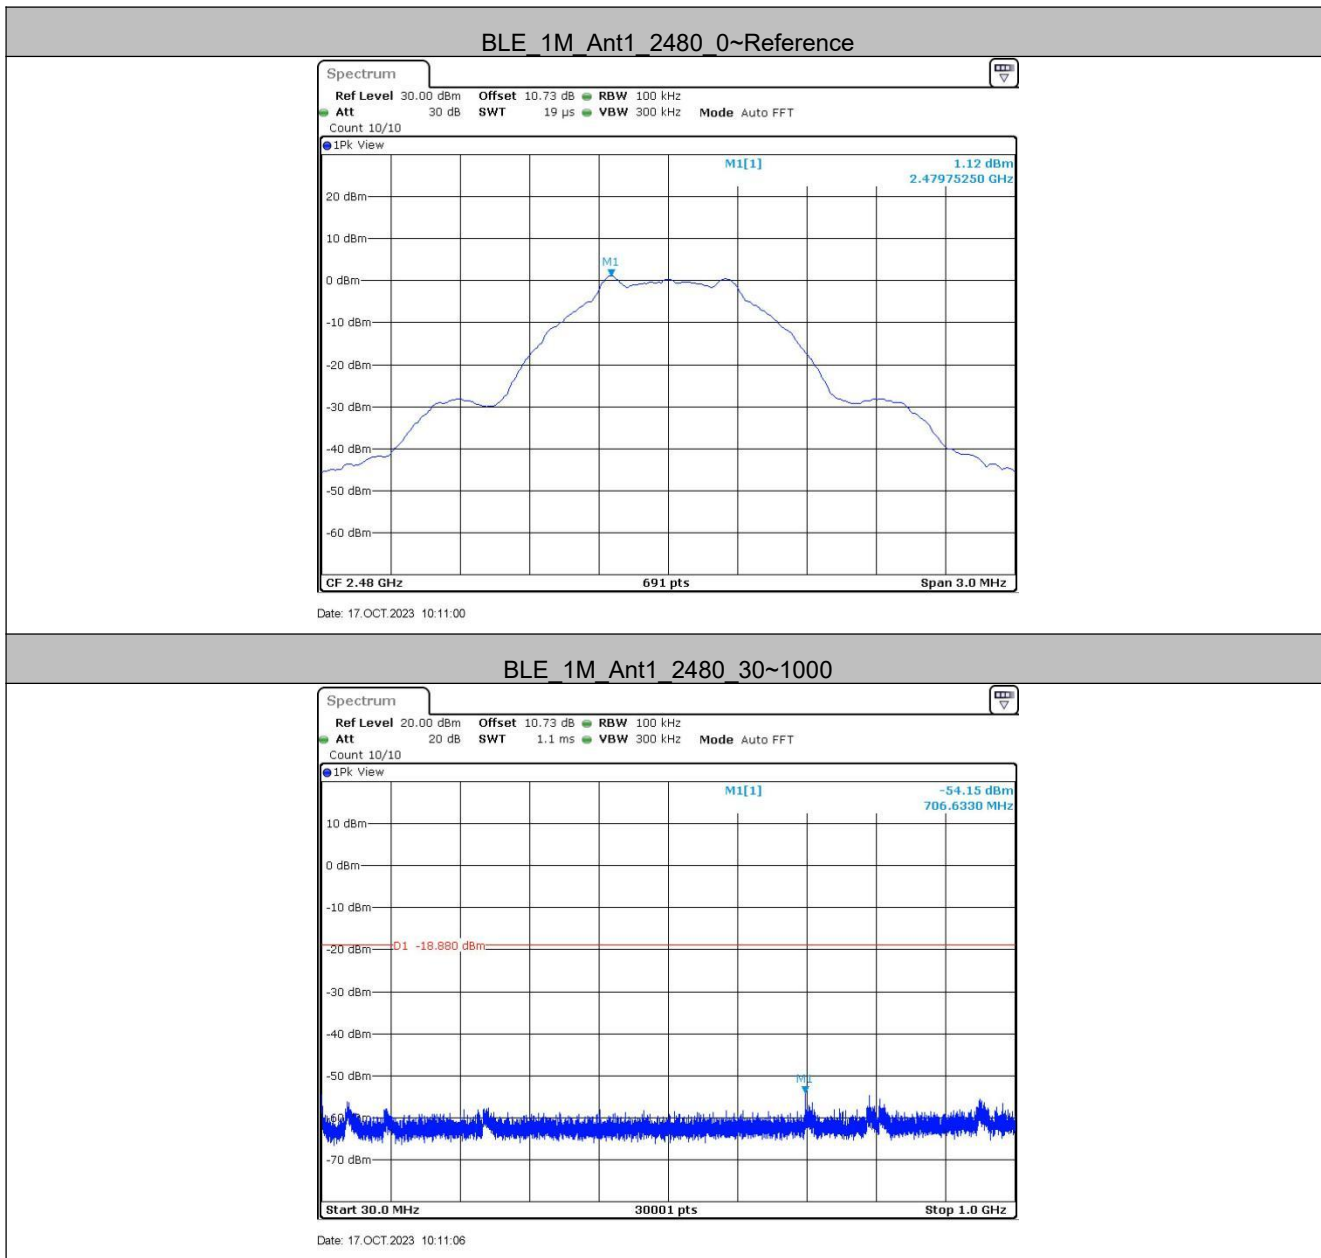 BLE_1M_Ant1_2480_0~Reference
Spectrum
Ref Level 30.00 dBm Offset 10.73 dB RBW 100 kHz
Att 30 dB SWT 19 µs VBW 300 kHz Mode Auto FFT
Count 10/10
1Pk View
M1[1] 1.12 dBm
2.47975250 GHz
20 dBm
10 dBm
M1
0 dBm
-10 dBm
-20 dBm
-30 dBm
-40 dBm
-50 dBm
-60 dBm
CF 2.48 GHz 691 pts Span 3.0 MHz
Date: 17.OCT.2023 10:11:00
BLE_1M_Ant1_2480_30~1000
Spectrum
Ref Level 20.00 dBm Offset 10.73 dB RBW 100 kHz
Att 20 dB SWT 1.1 ms VBW 300 kHz Mode Auto FFT
Count 10/10
1Pk View
M1[1] -54.15 dBm
706.6330 MHz
10 dBm
0 dBm
-10 dBm
-20 dBm D1 -18.880 dBm
-30 dBm
-40 dBm
-50 dBm
M1
-60 dBm
-70 dBm
Start 30.0 MHz 30001 pts Stop 1.0 GHz
Date: 17.OCT.2023 10:11:06